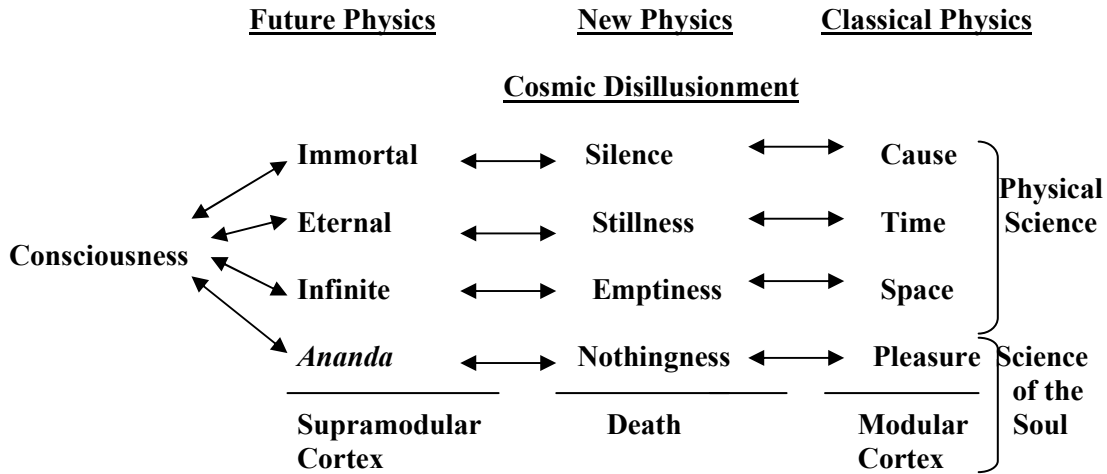 Future Physics New Physics Classical Physics
Cosmic Disillusionment
Immortal Silence Cause
Physical
Science
Eternal Stillness Time
Consciousness
Infinite Emptiness Space
Ananda Nothingness Pleasure Science
of the
Soul
Supramodular Death Modular
Cortex Cortex